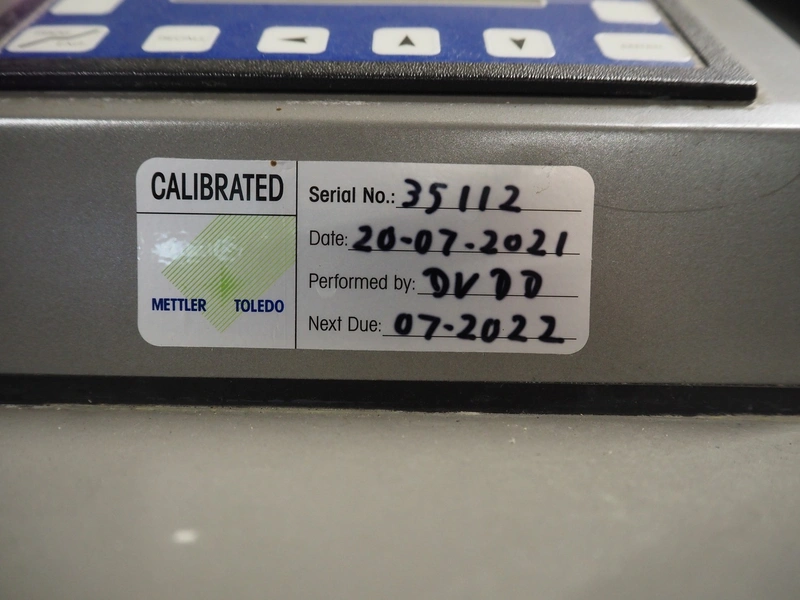 CALIBRATED
METTLER TOLEDO
Serial No.: 35112
Date: 20-07-2021
Performed by: DVDD
Next Due: 07-2022